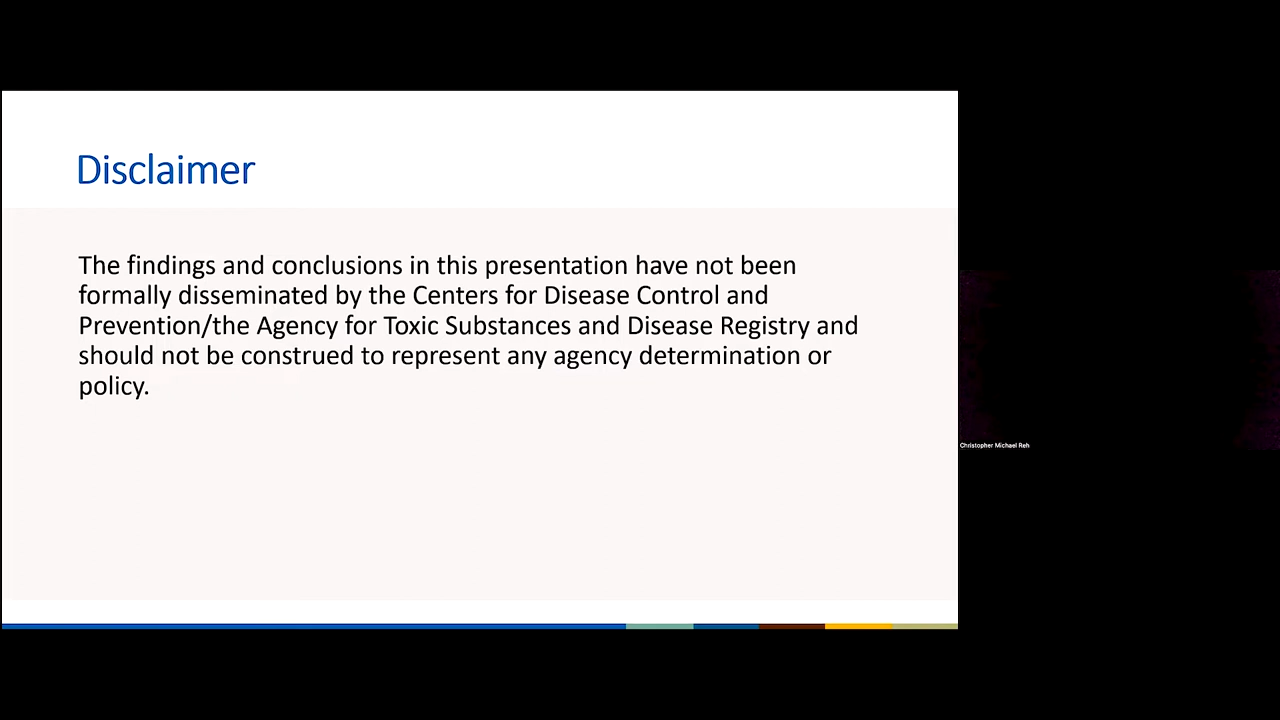 Disclaimer
The findings and conclusions in this presentation have not been
formally disseminated by the Centers for Disease Control and
Prevention/the Agency for Toxic Substances and Disease Registry and
should not be construed to represent any agency determination or
policy.
Christopher Michael Reh